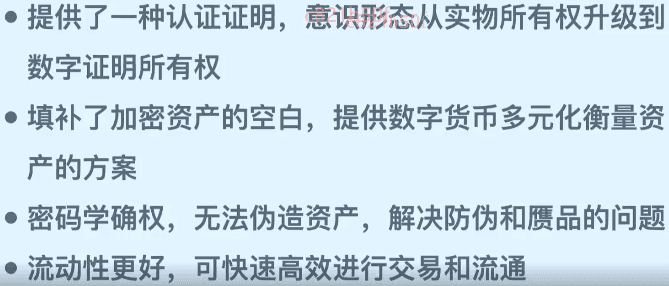 • 提供了一种认证证明，意识形态从实物所有权升级到
数字证明所有权
• 填补了加密资产的空白，提供数字货币多元化衡量资
产的方案
• 密码学确权，无法伪造资产，解决防伪和赝品的问题
• 流动性更好，可快速高效进行交易和流通